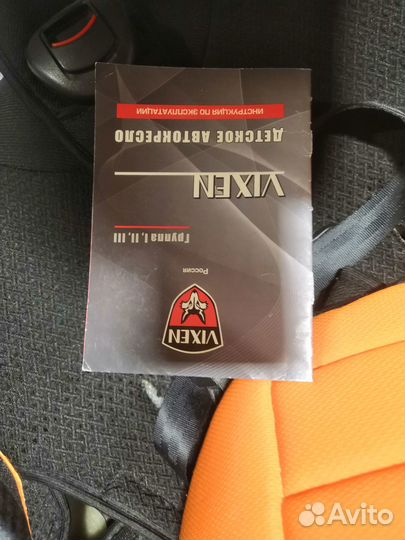 VIXEN
Россия
Группа I, II, III
VIXEN
ДЕТСКОЕ АВТОКРЕСЛО
ИНСТРУКЦИЯ ПО ЭКСПЛУАТАЦИИ
Avito